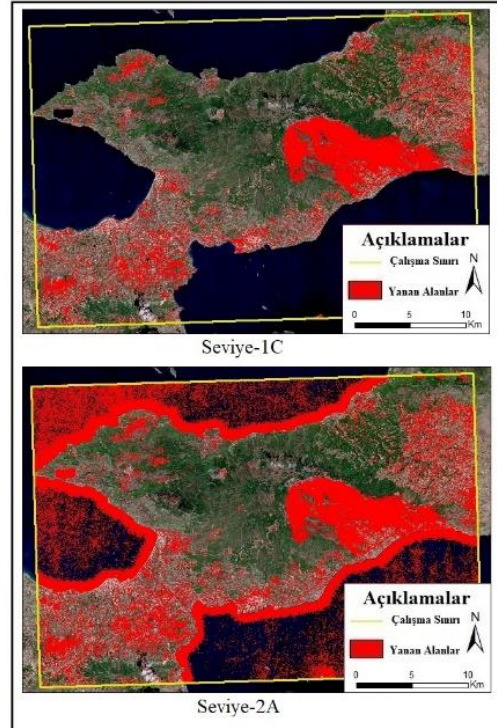 Açıklamalar
Çalışma Sınırı
N
Yanan Alanlar
0 5 10
Km
Seviye-1C
Açıklamalar
Çalışma Sınırı
N
Yanan Alanlar
0 5 10
Km
Seviye-2A